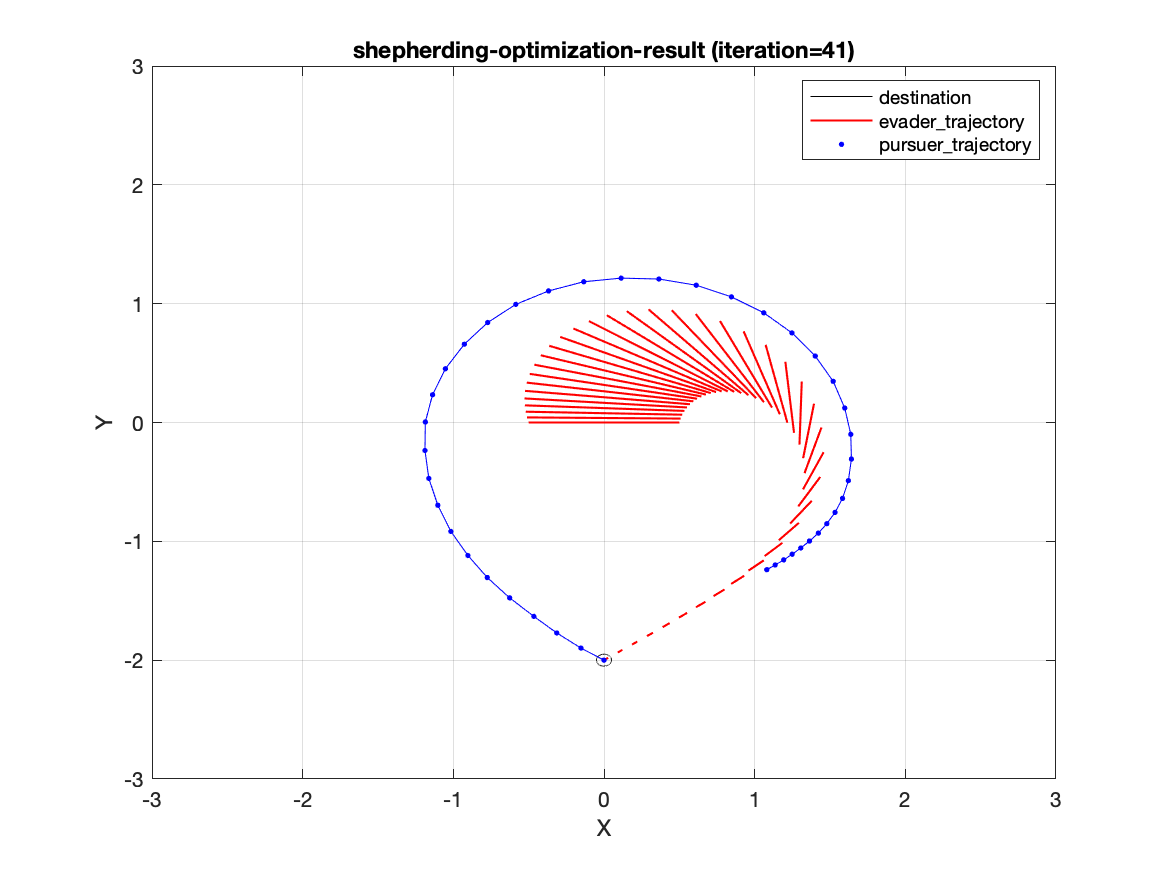 shepherding-optimization-result (iteration=41)
destination
evader_trajectory
pursuer_trajectory
3
2
1
0
-1
-2
-3
Y
-3 -2 -1 0 1 2 3
X